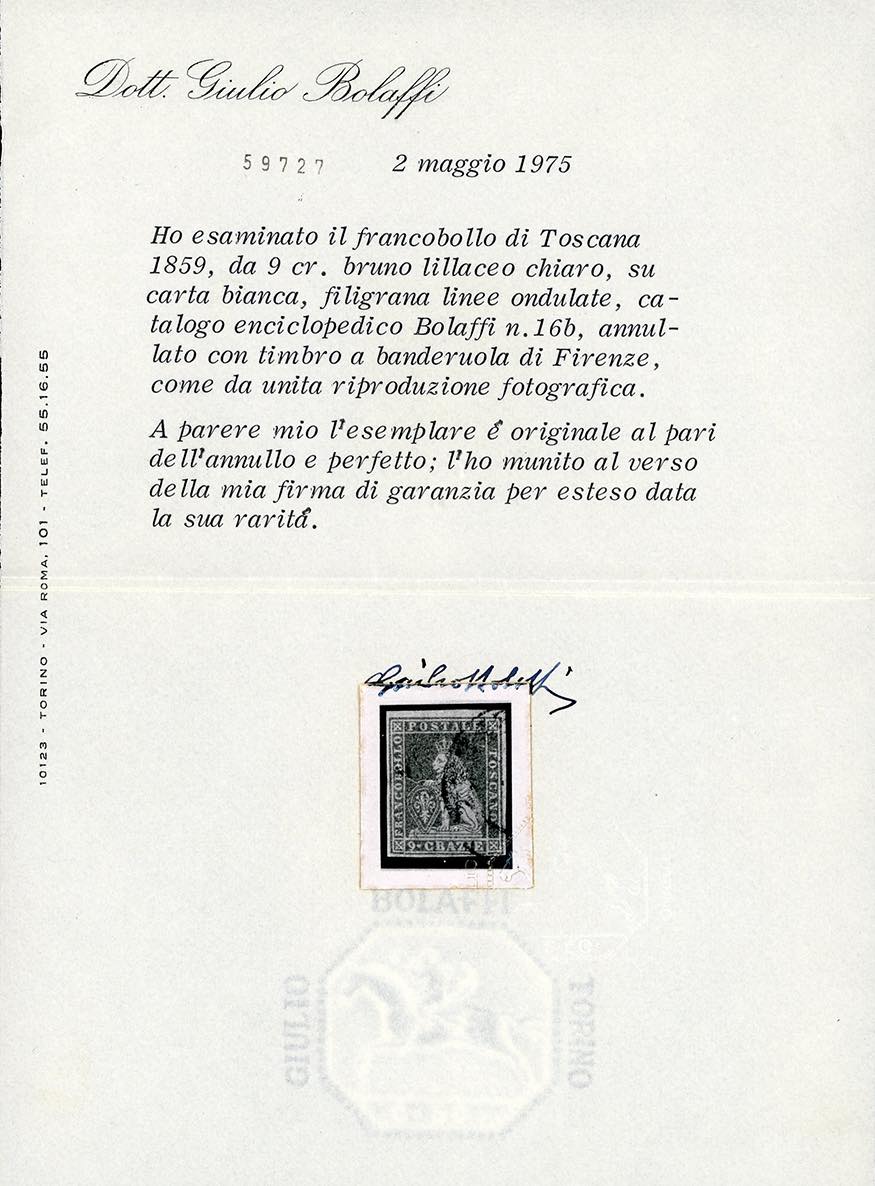 Dott. Giulio Bolaffi
59727 2 maggio 1975
Ho esaminato il francobollo di Toscana
1859, da 9 cr. bruno lillaceo chiaro, su
carta bianca, filigrana linee ondulate, ca-
talogo enciclopedico Bolaffi n.16b, annul-
lato con timbro a banderuola di Firenze,
come da unita riproduzione fotografica.
A parere mio l'esemplare é originale al pari
dell'annullo e perfetto; l'ho munito al verso
della mia firma di garanzia per esteso data
la sua raritá.
10123 - TORINO - VIA ROMA, 101 - TELEF. 55.16.55
Giulio Bolaffi
POSTALE
FRANCOBOLLO
TOSCANO
9 CRAZIE
BOLAFFI
GIULIO
TORINO